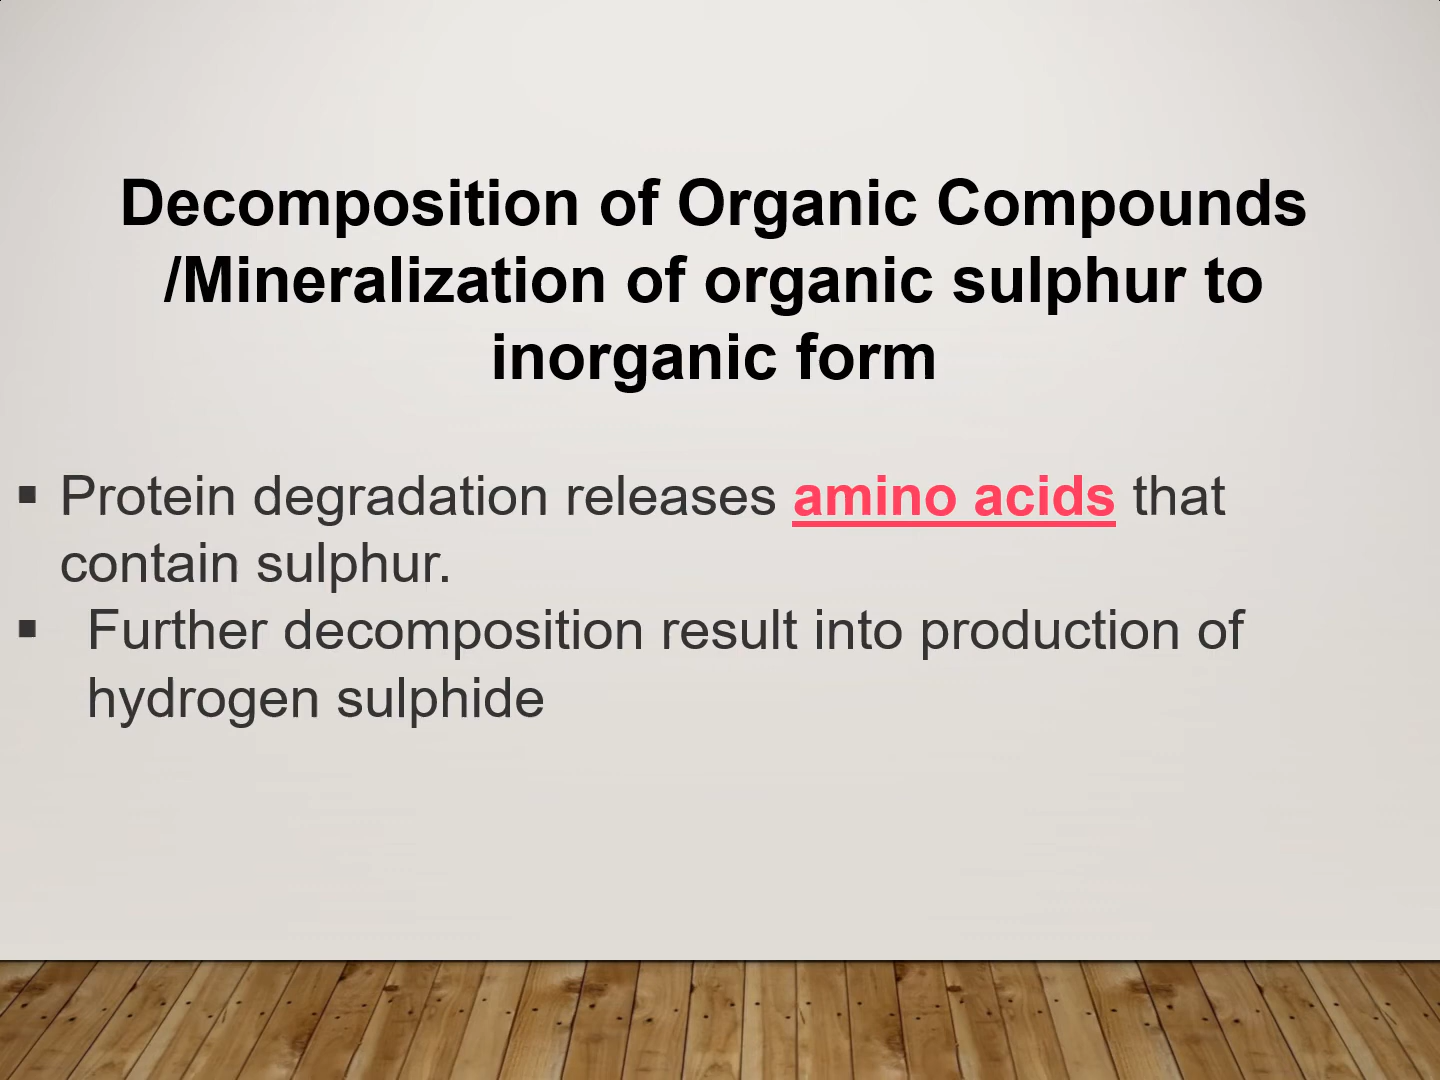 Decomposition of Organic Compounds
/Mineralization of organic sulphur to
inorganic form
▪ Protein degradation releases amino acids that
contain sulphur.
▪ Further decomposition result into production of
hydrogen sulphide